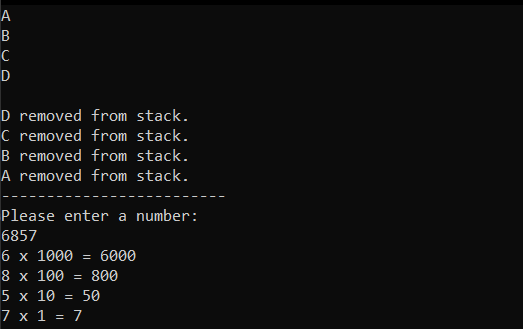 A
B
C
D
D removed from stack.
C removed from stack.
B removed from stack.
A removed from stack.
-------------------------
Please enter a number:
6857
6 x 1000 = 6000
8 x 100 = 800
5 x 10 = 50
7 x 1 = 7